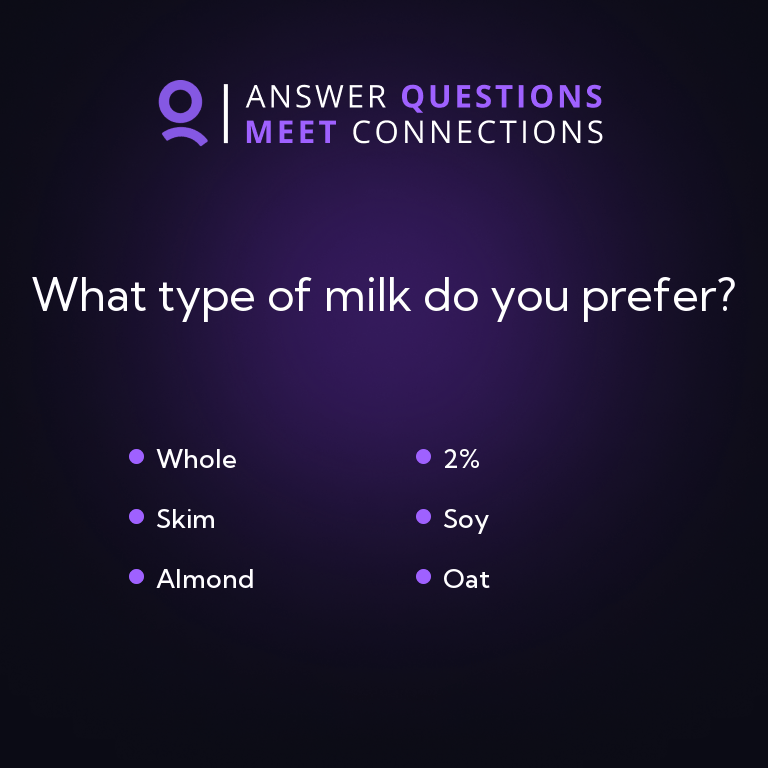 ANSWER QUESTIONS
MEET CONNECTIONS
What type of milk do you prefer?
Whole
2%
Skim
Soy
Almond
Oat